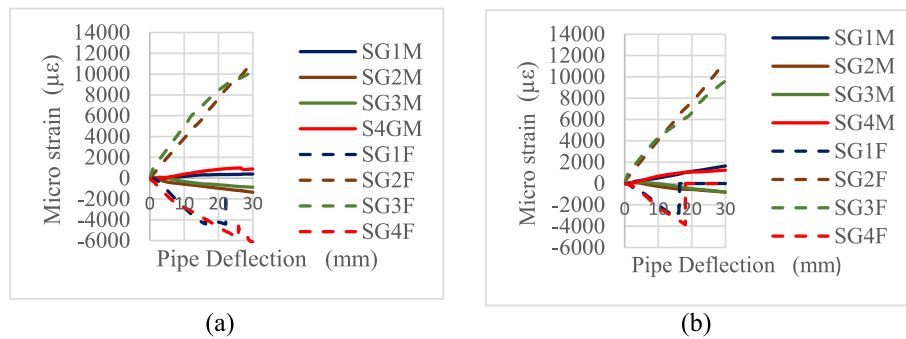 14000
12000
10000
8000
6000
4000
2000
0
-2000
-4000
-6000
Micro strain (με)
0 10 20 30
Pipe Deflection (mm)
SG1M
SG2M
SG3M
S4GM
SG1F
SG2F
SG3F
SG4F
(a)
14000
12000
10000
8000
6000
4000
2000
0
-2000
-4000
-6000
Micro strain (με)
0 10 20 30
Pipe Deflection (mm)
SG1M
SG2M
SG3M
SG4M
SG1F
SG2F
SG3F
SG4F
(b)